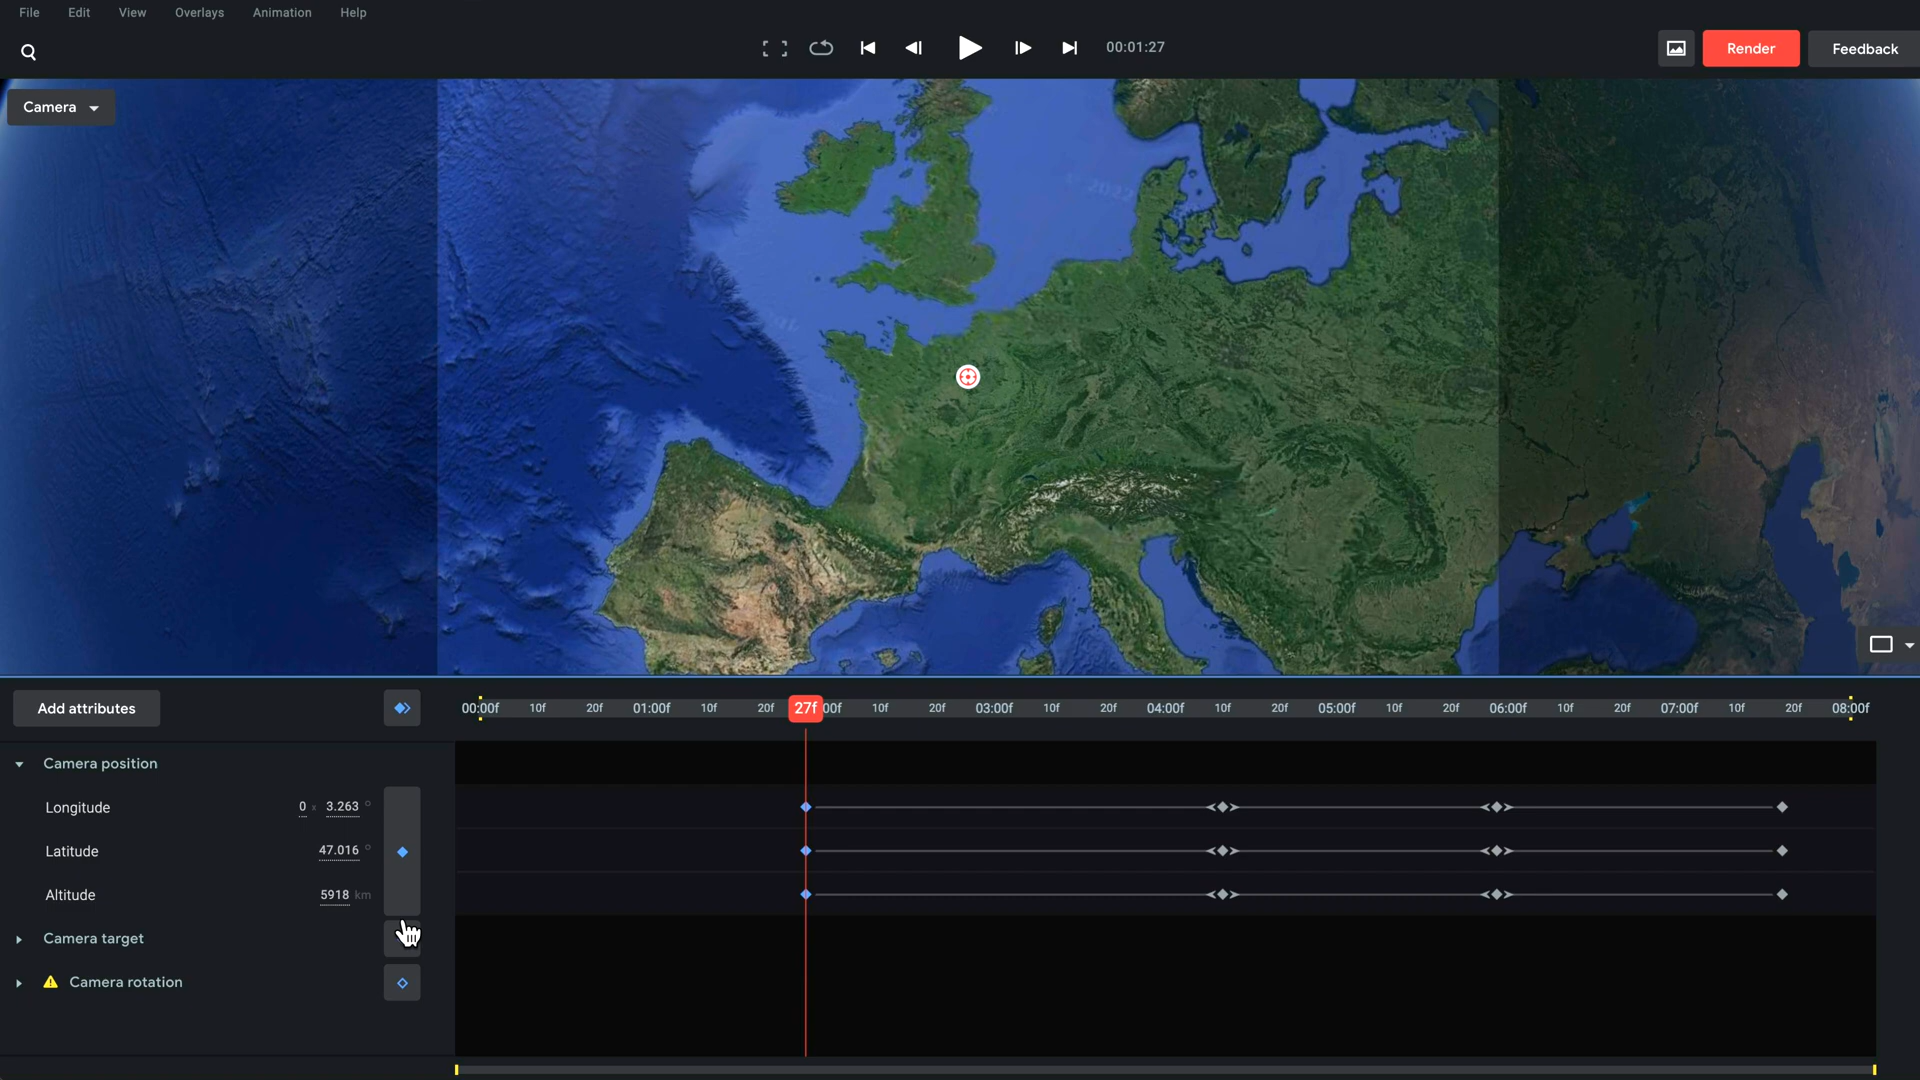 File Edit View Overlays Animation Help
00:01:27
Render Feedback
Camera
Add attributes
00:00f 10f 20f 01:00f 10f 20f 27f 00f 10f 20f 03:00f 10f 20f 04:00f 10f 20f 05:00f 10f 20f 06:00f 10f 20f 07:00f 10f 20f 08:00f
Camera position
Longitude 0 x 3.263 °
Latitude 47.016 °
Altitude 5918 km
Camera target
Camera rotation